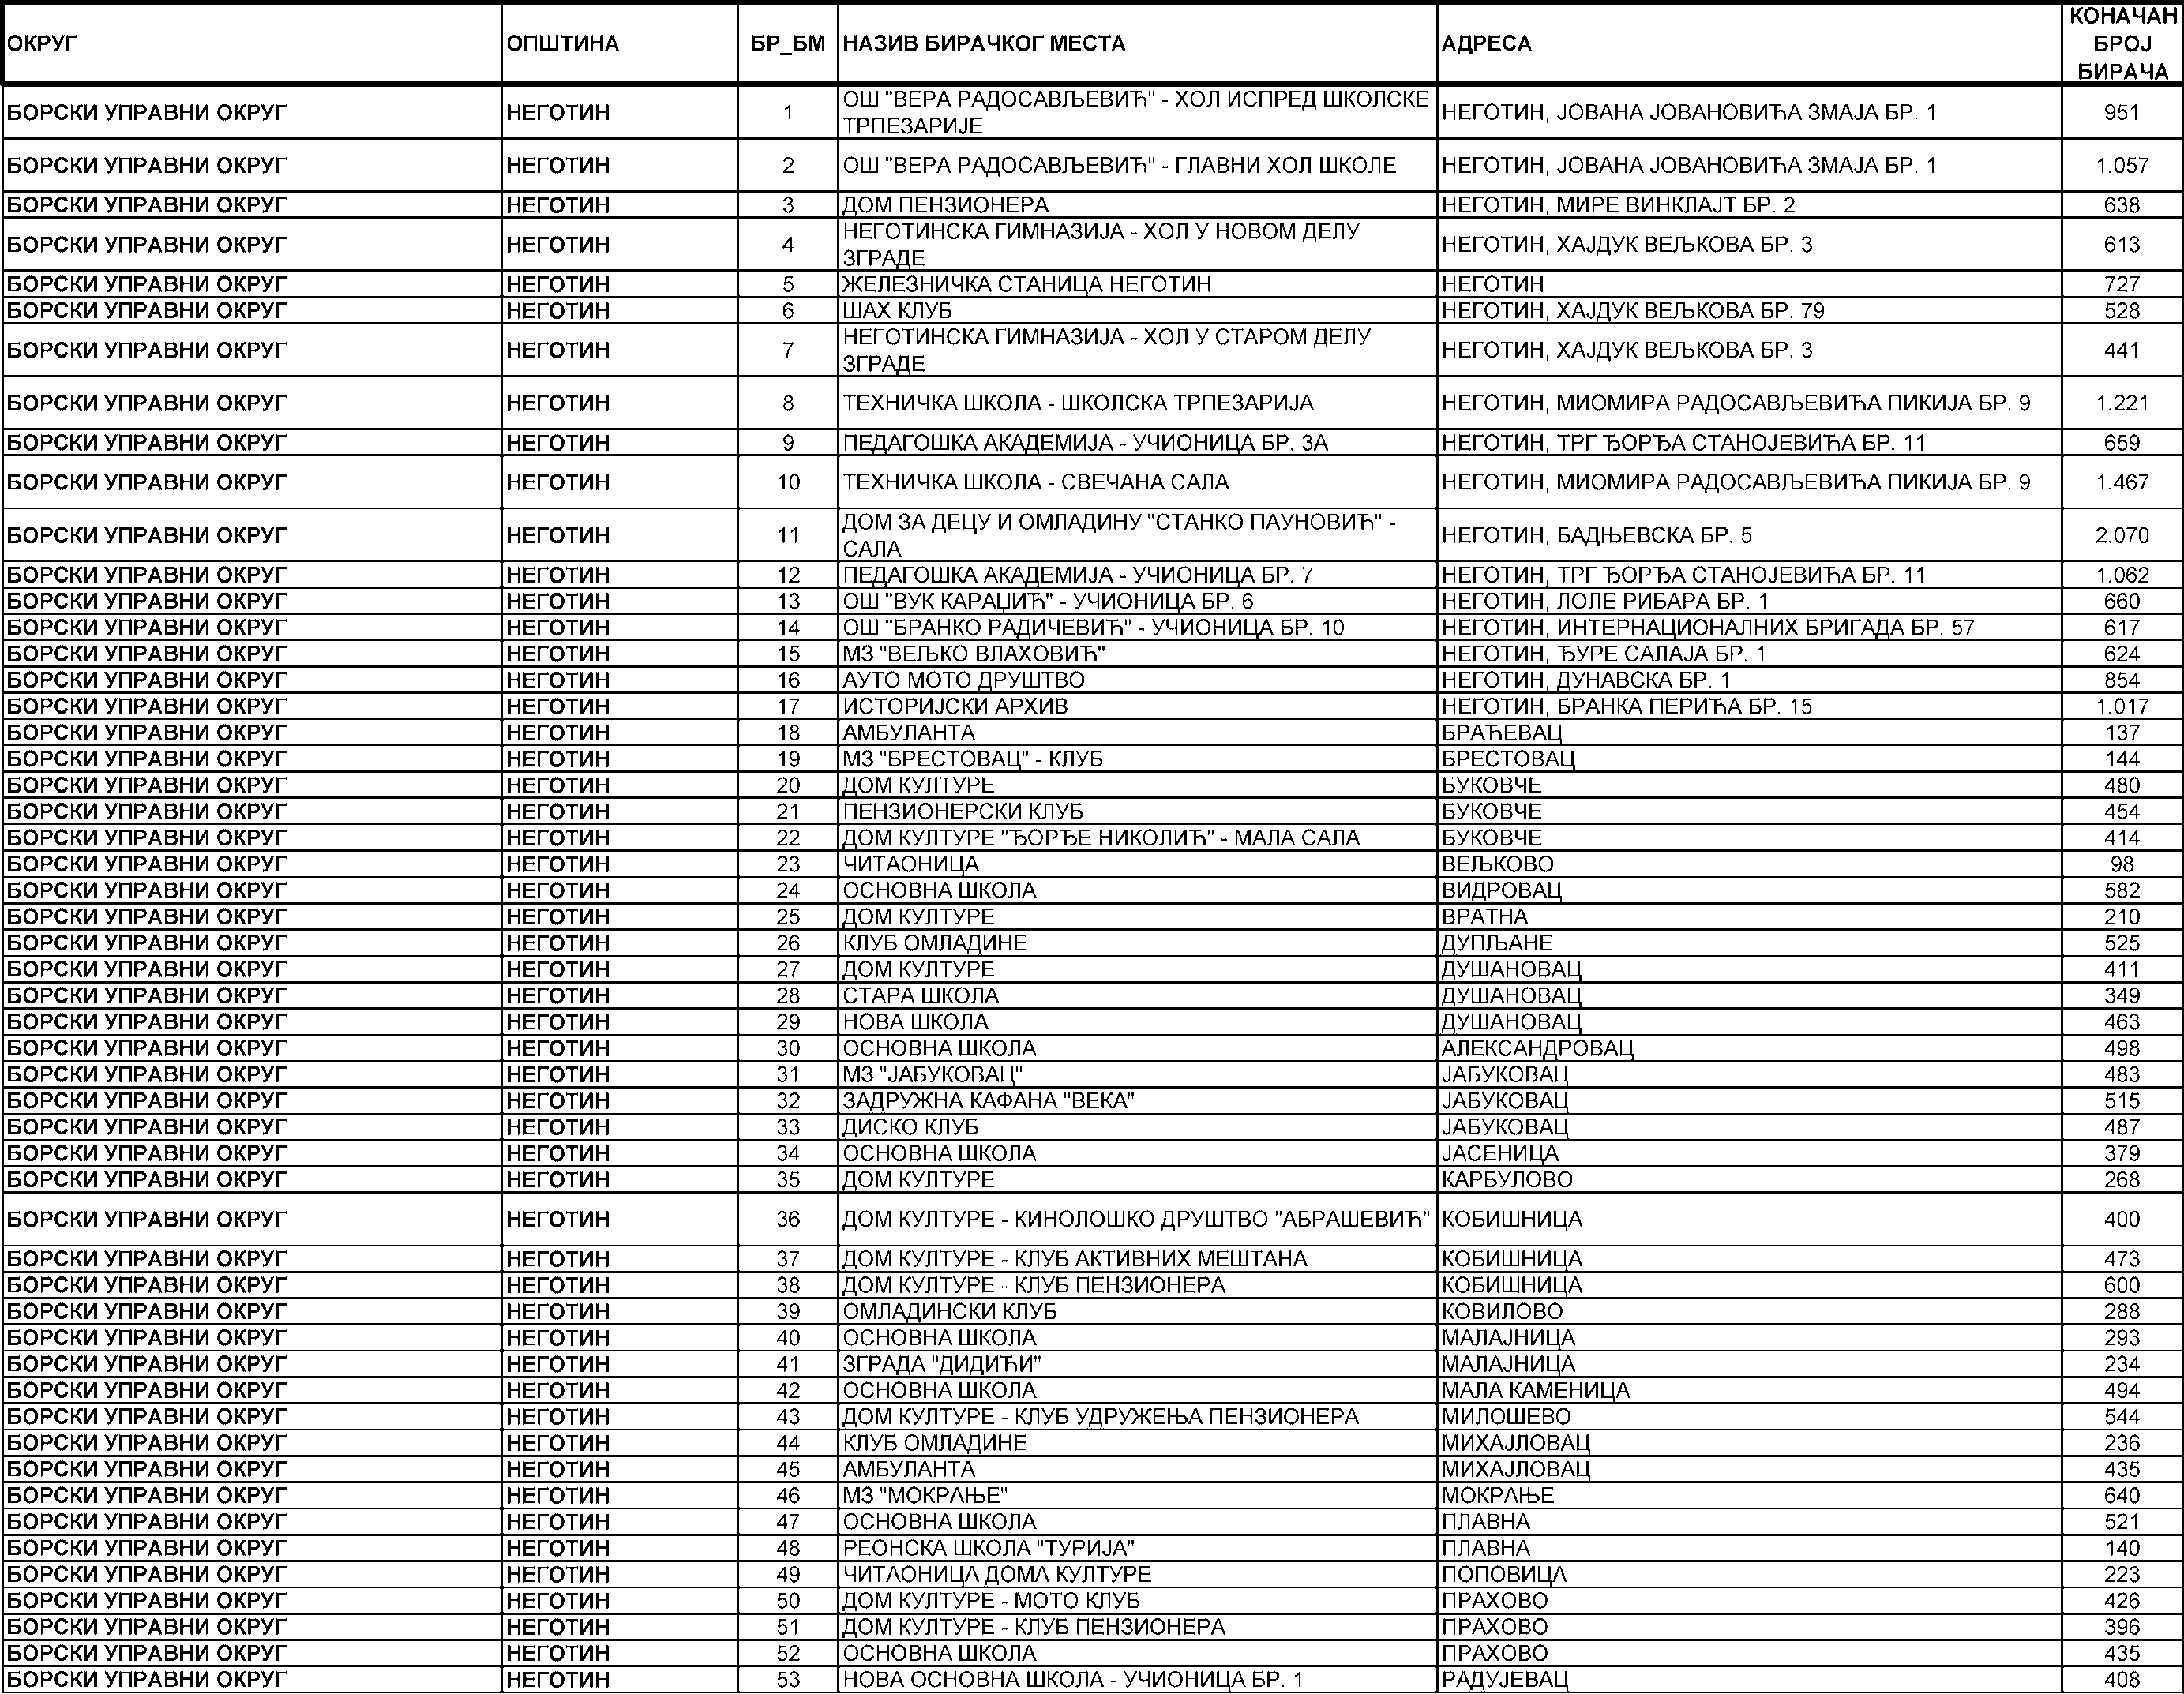 ОКРУГ ОПШТИНА БР_БМ НАЗИВ БИРАЧКОГ МЕСТА АДРЕСА КОНАЧАН БРОЈ БИРАЧА
БОРСКИ УПРАВНИ ОКРУГ НЕГОТИН 1 ОШ "ВЕРА РАДОСАВЉЕВИЋ" - ХОЛ ИСПРЕД ШКОЛСКЕ ТРПЕЗАРИЈЕ НЕГОТИН, ЈОВАНА ЈОВАНОВИЋА ЗМАЈА БР. 1 951
БОРСКИ УПРАВНИ ОКРУГ НЕГОТИН 2 ОШ "ВЕРА РАДОСАВЉЕВИЋ" - ГЛАВНИ ХОЛ ШКОЛЕ НЕГОТИН, ЈОВАНА ЈОВАНОВИЋА ЗМАЈА БР. 1 1.057
БОРСКИ УПРАВНИ ОКРУГ НЕГОТИН 3 ДОМ ПЕНЗИОНЕРА НЕГОТИН, МИРЕ ВИНКЛАЈТ БР. 2 638
БОРСКИ УПРАВНИ ОКРУГ НЕГОТИН 4 НЕГОТИНСКА ГИМНАЗИЈА - ХОЛ У НОВОМ ДЕЛУ ЗГРАДЕ НЕГОТИН, ХАЈДУК ВЕЉКОВА БР. 3 613
БОРСКИ УПРАВНИ ОКРУГ НЕГОТИН 5 ЖЕЛЕЗНИЧКА СТАНИЦА НЕГОТИН НЕГОТИН 727
БОРСКИ УПРАВНИ ОКРУГ НЕГОТИН 6 ШАХ КЛУБ НЕГОТИН, ХАЈДУК ВЕЉКОВА БР. 79 528
БОРСКИ УПРАВНИ ОКРУГ НЕГОТИН 7 НЕГОТИНСКА ГИМНАЗИЈА - ХОЛ У СТАРОМ ДЕЛУ ЗГРАДЕ НЕГОТИН, ХАЈДУК ВЕЉКОВА БР. 3 441
БОРСКИ УПРАВНИ ОКРУГ НЕГОТИН 8 ТЕХНИЧКА ШКОЛА - ШКОЛСКА ТРПЕЗАРИЈА НЕГОТИН, МИОМИРА РАДОСАВЉЕВИЋА ПИКИЈА БР. 9 1.221
БОРСКИ УПРАВНИ ОКРУГ НЕГОТИН 9 ПЕДАГОШКА АКАДЕМИЈА - УЧИОНИЦА БР. 3А НЕГОТИН, ТРГ ЂОРЂА СТАНОЈЕВИЋА БР. 11 659
БОРСКИ УПРАВНИ ОКРУГ НЕГОТИН 10 ТЕХНИЧКА ШКОЛА - СВЕЧАНА САЛА НЕГОТИН, МИОМИРА РАДОСАВЉЕВИЋА ПИКИЈА БР. 9 1.467
БОРСКИ УПРАВНИ ОКРУГ НЕГОТИН 11 ДОМ ЗА ДЕЦУ И ОМЛАДИНУ "СТАНКО ПАУНОВИЋ" - САЛА НЕГОТИН, БАДЊЕВСКА БР. 5 2.070
БОРСКИ УПРАВНИ ОКРУГ НЕГОТИН 12 ПЕДАГОШКА АКАДЕМИЈА - УЧИОНИЦА БР. 7 НЕГОТИН, ТРГ ЂОРЂА СТАНОЈЕВИЋА БР. 11 1.062
БОРСКИ УПРАВНИ ОКРУГ НЕГОТИН 13 ОШ "ВУК КАРАЏИЋ" - УЧИОНИЦА БР. 6 НЕГОТИН, ЛОЛЕ РИБАРА БР. 1 660
БОРСКИ УПРАВНИ ОКРУГ НЕГОТИН 14 ОШ "БРАНКО РАДИЧЕВИЋ" - УЧИОНИЦА БР. 10 НЕГОТИН, ИНТЕРНАЦИОНАЛНИХ БРИГАДА БР. 57 617
БОРСКИ УПРАВНИ ОКРУГ НЕГОТИН 15 МЗ "ВЕЉКО ВЛАХОВИЋ" НЕГОТИН, ЂУРЕ САЛАЈА БР. 1 624
БОРСКИ УПРАВНИ ОКРУГ НЕГОТИН 16 АУТО МОТО ДРУШТВО НЕГОТИН, ДУНАВСКА БР. 1 854
БОРСКИ УПРАВНИ ОКРУГ НЕГОТИН 17 ИСТОРИЈСКИ АРХИВ НЕГОТИН, БРАНКА ПЕРИЋА БР. 15 1.017
БОРСКИ УПРАВНИ ОКРУГ НЕГОТИН 18 АМБУЛАНТА БРАЋЕВАЦ 137
БОРСКИ УПРАВНИ ОКРУГ НЕГОТИН 19 МЗ "БРЕСТОВАЦ" - КЛУБ БРЕСТОВАЦ 144
БОРСКИ УПРАВНИ ОКРУГ НЕГОТИН 20 ДОМ КУЛТУРЕ БУКОВЧЕ 480
БОРСКИ УПРАВНИ ОКРУГ НЕГОТИН 21 ПЕНЗИОНЕРСКИ КЛУБ БУКОВЧЕ 454
БОРСКИ УПРАВНИ ОКРУГ НЕГОТИН 22 ДОМ КУЛТУРЕ "ЂОРЂЕ НИКОЛИЋ" - МАЛА САЛА БУКОВЧЕ 414
БОРСКИ УПРАВНИ ОКРУГ НЕГОТИН 23 ЧИТАОНИЦА ВЕЉКОВО 98
БОРСКИ УПРАВНИ ОКРУГ НЕГОТИН 24 ОСНОВНА ШКОЛА ВИДРОВАЦ 582
БОРСКИ УПРАВНИ ОКРУГ НЕГОТИН 25 ДОМ КУЛТУРЕ ВРАТНА 210
БОРСКИ УПРАВНИ ОКРУГ НЕГОТИН 26 КЛУБ ОМЛАДИНЕ ДУПЉАНЕ 525
БОРСКИ УПРАВНИ ОКРУГ НЕГОТИН 27 ДОМ КУЛТУРЕ ДУШАНОВАЦ 411
БОРСКИ УПРАВНИ ОКРУГ НЕГОТИН 28 СТАРА ШКОЛА ДУШАНОВАЦ 349
БОРСКИ УПРАВНИ ОКРУГ НЕГОТИН 29 НОВА ШКОЛА ДУШАНОВАЦ 463
БОРСКИ УПРАВНИ ОКРУГ НЕГОТИН 30 ОСНОВНА ШКОЛА АЛЕКСАНДРОВАЦ 498
БОРСКИ УПРАВНИ ОКРУГ НЕГОТИН 31 МЗ "ЈАБУКОВАЦ" ЈАБУКОВАЦ 483
БОРСКИ УПРАВНИ ОКРУГ НЕГОТИН 32 ЗАДРУЖНА КАФАНА "ВЕКА" ЈАБУКОВАЦ 515
БОРСКИ УПРАВНИ ОКРУГ НЕГОТИН 33 ДИСКО КЛУБ ЈАБУКОВАЦ 487
БОРСКИ УПРАВНИ ОКРУГ НЕГОТИН 34 ОСНОВНА ШКОЛА ЈАСЕНИЦА 379
БОРСКИ УПРАВНИ ОКРУГ НЕГОТИН 35 ДОМ КУЛТУРЕ КАРБУЛОВО 268
БОРСКИ УПРАВНИ ОКРУГ НЕГОТИН 36 ДОМ КУЛТУРЕ - КИНОЛОШКО ДРУШТВО "АБРАШЕВИЋ" КОБИШНИЦА 400
БОРСКИ УПРАВНИ ОКРУГ НЕГОТИН 37 ДОМ КУЛТУРЕ - КЛУБ АКТИВНИХ МЕШТАНА КОБИШНИЦА 473
БОРСКИ УПРАВНИ ОКРУГ НЕГОТИН 38 ДОМ КУЛТУРЕ - КЛУБ ПЕНЗИОНЕРА КОБИШНИЦА 600
БОРСКИ УПРАВНИ ОКРУГ НЕГОТИН 39 ОМЛАДИНСКИ КЛУБ КОВИЛОВО 288
БОРСКИ УПРАВНИ ОКРУГ НЕГОТИН 40 ОСНОВНА ШКОЛА МАЛАЈНИЦА 293
БОРСКИ УПРАВНИ ОКРУГ НЕГОТИН 41 ЗГРАДА "ДИДИЋИ" МАЛАЈНИЦА 234
БОРСКИ УПРАВНИ ОКРУГ НЕГОТИН 42 ОСНОВНА ШКОЛА МАЛА КАМЕНИЦА 494
БОРСКИ УПРАВНИ ОКРУГ НЕГОТИН 43 ДОМ КУЛТУРЕ - КЛУБ УДРУЖЕЊА ПЕНЗИОНЕРА МИЛОШЕВО 544
БОРСКИ УПРАВНИ ОКРУГ НЕГОТИН 44 КЛУБ ОМЛАДИНЕ МИХАЈЛОВАЦ 236
БОРСКИ УПРАВНИ ОКРУГ НЕГОТИН 45 АМБУЛАНТА МИХАЈЛОВАЦ 435
БОРСКИ УПРАВНИ ОКРУГ НЕГОТИН 46 МЗ "МОКРАЊЕ" МОКРАЊЕ 640
БОРСКИ УПРАВНИ ОКРУГ НЕГОТИН 47 ОСНОВНА ШКОЛА ПЛАВНА 521
БОРСКИ УПРАВНИ ОКРУГ НЕГОТИН 48 РЕОНСКА ШКОЛА "ТУРИЈА" ПЛАВНА 140
БОРСКИ УПРАВНИ ОКРУГ НЕГОТИН 49 ЧИТАОНИЦА ДОМА КУЛТУРЕ ПОПОВИЦА 223
БОРСКИ УПРАВНИ ОКРУГ НЕГОТИН 50 ДОМ КУЛТУРЕ - МОТО КЛУБ ПРАХОВО 426
БОРСКИ УПРАВНИ ОКРУГ НЕГОТИН 51 ДОМ КУЛТУРЕ - КЛУБ ПЕНЗИОНЕРА ПРАХОВО 396
БОРСКИ УПРАВНИ ОКРУГ НЕГОТИН 52 ОСНОВНА ШКОЛА ПРАХОВО 435
БОРСКИ УПРАВНИ ОКРУГ НЕГОТИН 53 НОВА ОСНОВНА ШКОЛА - УЧИОНИЦА БР. 1 РАДУЈЕВАЦ 408